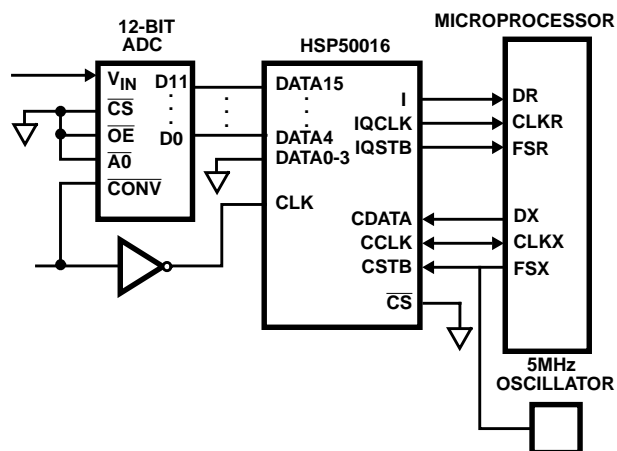 12-BIT
ADC
HSP50016
MICROPROCESSOR
VIN
CS
OE
A0
CONV
D11
D0
DATA15
DATA4
DATA0-3
CLK
I
IQCLK
IQSTB
CDATA
CCLK
CSTB
CS
DR
CLKR
FSR
DX
CLKX
FSX
5MHz
OSCILLATOR